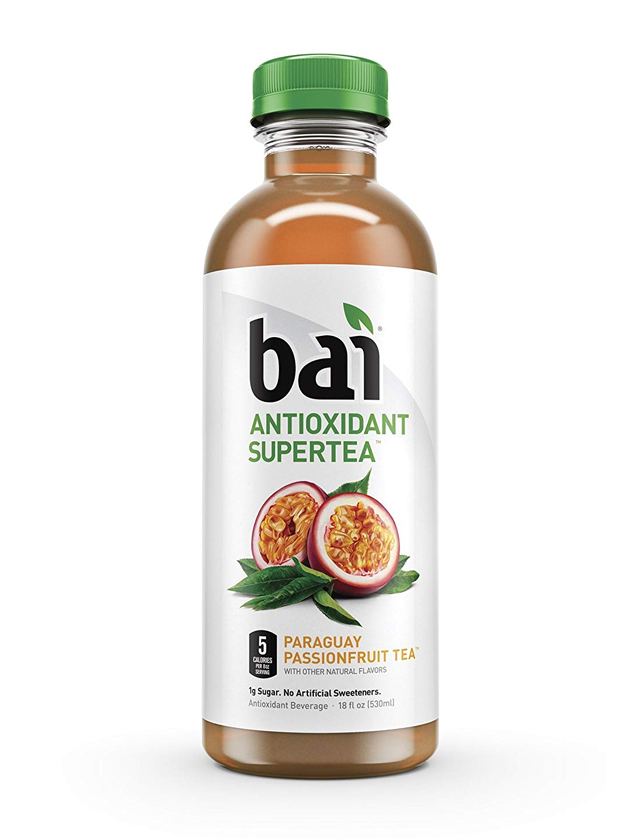 bai®
ANTIOXIDANT
SUPERTEA™
5
CALORIES
PER 8oz
SERVING
PARAGUAY
PASSIONFRUIT TEA™
WITH OTHER NATURAL FLAVORS
1g Sugar. No Artificial Sweeteners.
Antioxidant Beverage · 18 fl oz (530ml)